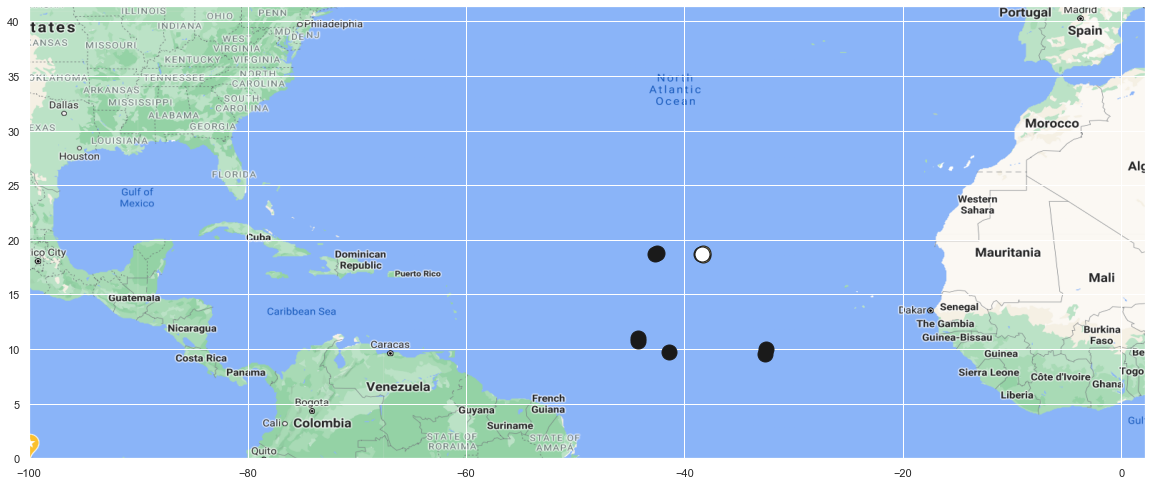 40
35
30
25
20
15
10
5
0
−100
−80
−60
−40
−20
0
tates
ILLINOIS
OHIO
PENN
Philadelphia
INDIANA
MD
DE
NJ
WEST
VIRGINIA
KANSAS
MISSOURI
KENTUCKY
VIRGINIA
OKLAHOMA
TENNESSEE
NORTH
CAROLINA
ARKANSAS
SOUTH
CAROLINA
Dallas
MISSISSIPPI
ALABAMA
GEORGIA
TEXAS
LOUISIANA
Houston
FLORIDA
Gulf of
Mexico
North
Atlantic
Ocean
Portugal
Madrid
Spain
Morocco
Alg
Western
Sahara
Mauritania
Mali
ico City
Cuba
Dominican
Republic
Puerto Rico
Guatemala
Caribbean Sea
Nicaragua
Costa Rica
Panama
Caracas
Venezuela
Bogota
Cali
Colombia
Guyana
French
Guiana
Suriname
STATE OF
RORAIMA
STATE OF
AMAPA
Quito
Dakar
Senegal
The Gambia
Guinea-Bissau
Guinea
Burkina
Faso
Be
Sierra Leone
Côte d'Ivoire
Togo
Ghana
Liberia
Gulf